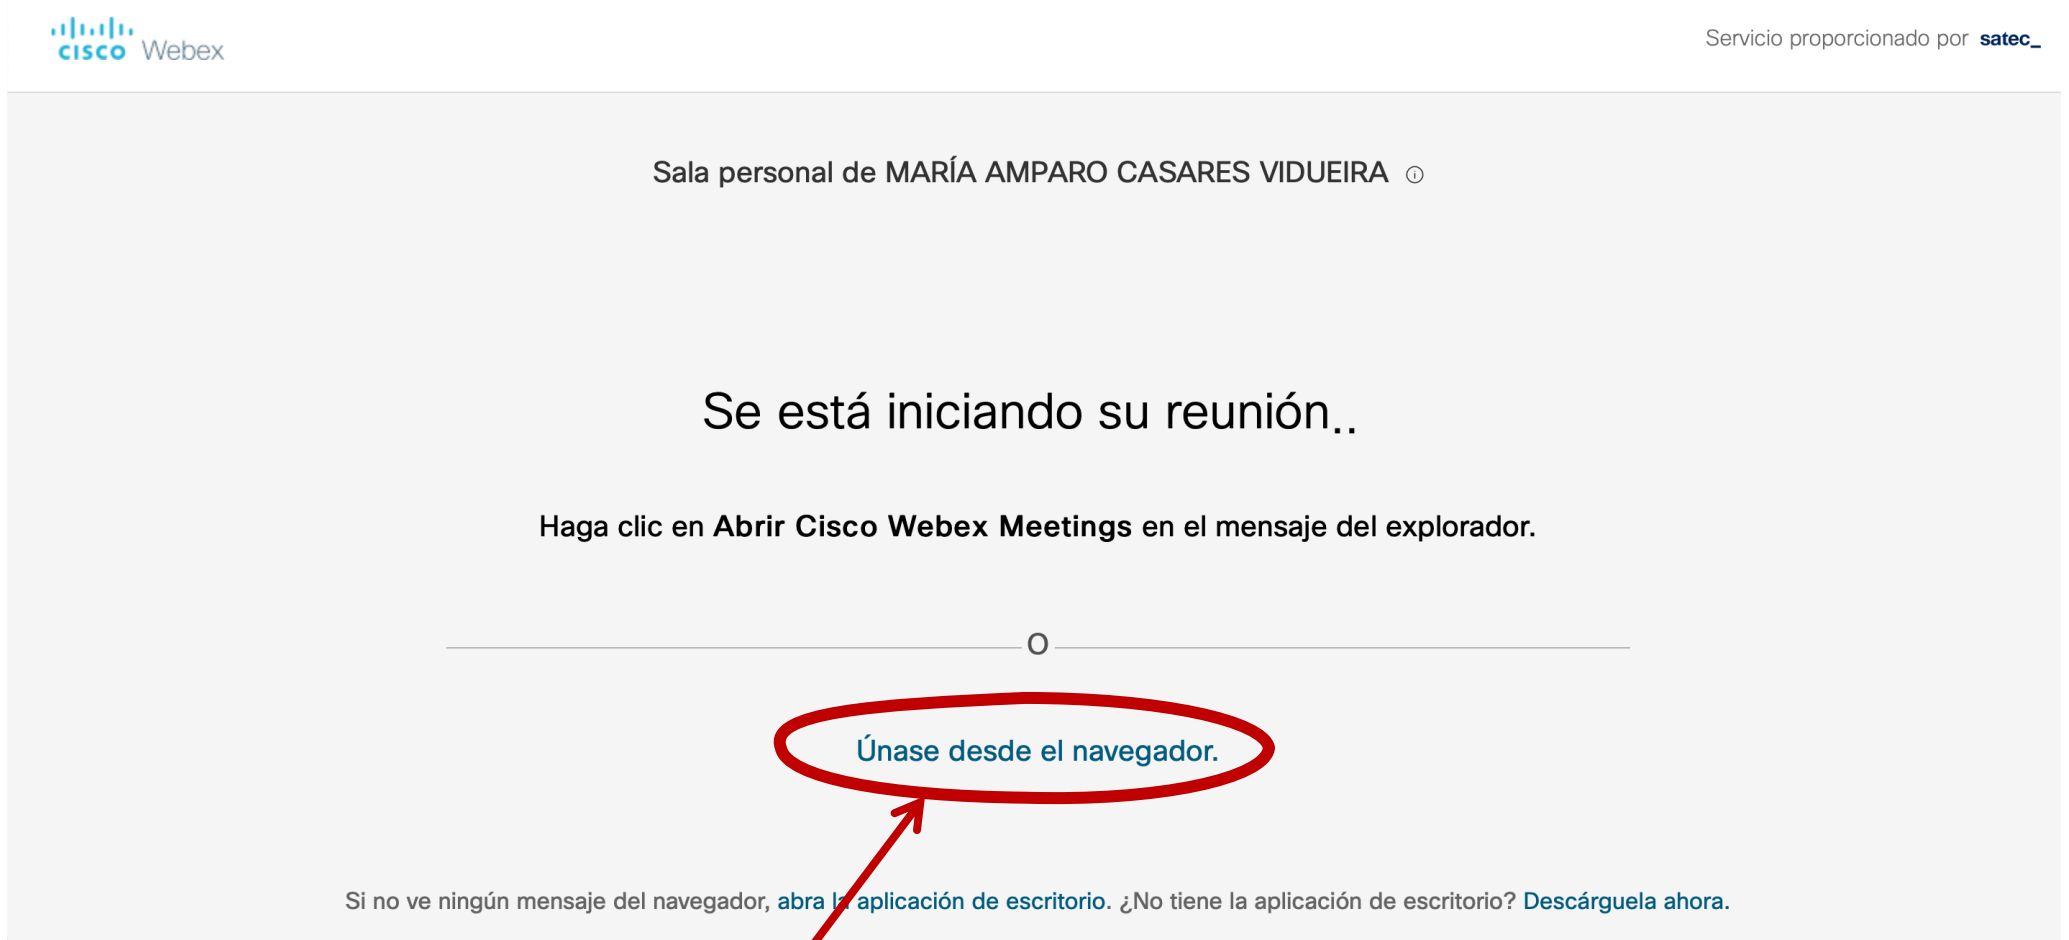 cisco Webex
Servicio proporcionado por satec_
Sala personal de MARÍA AMPARO CASARES VIDUEIRA
Se está iniciando su reunión..
Haga clic en Abrir Cisco Webex Meetings en el mensaje del explorador.
O
Únase desde el navegador.
Si no ve ningún mensaje del navegador, abra la aplicación de escritorio. ¿No tiene la aplicación de escritorio? Descárguela ahora.